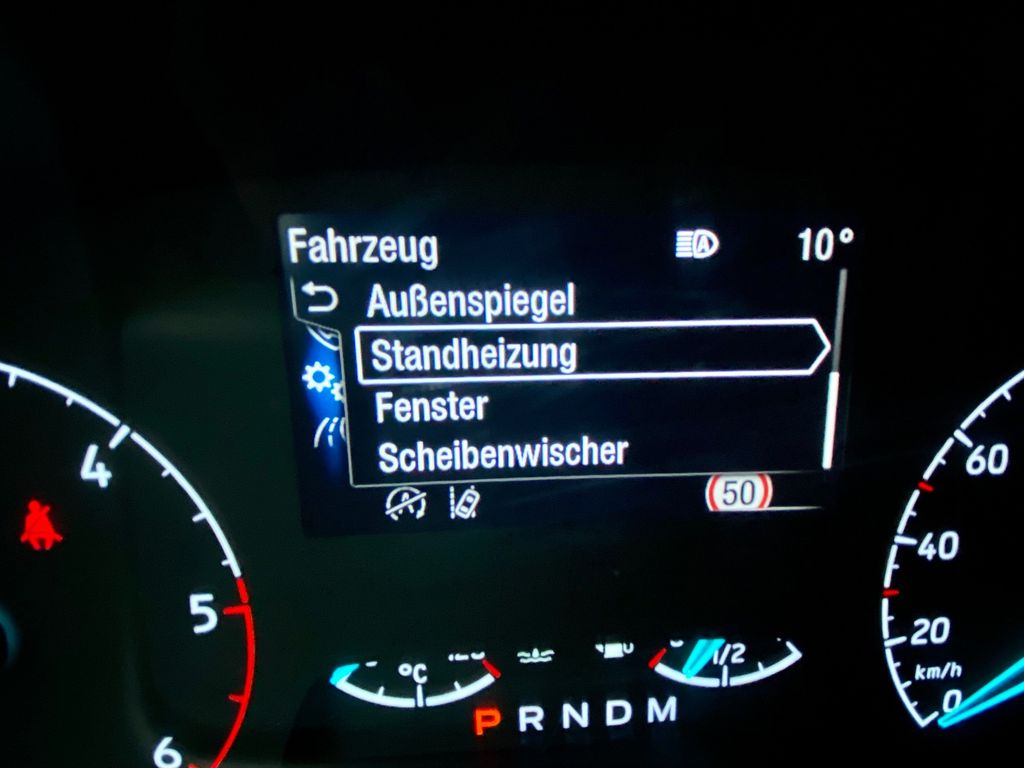 Fahrzeug 10°
Außenspiegel
Standheizung
Fenster
Scheibenwischer
A
50
4
5
6
60
40
20
km/h
0
°C
1/2
P R N D M